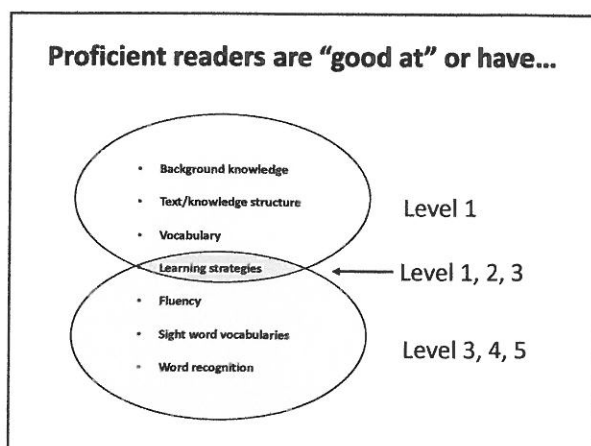 Proficient readers are “good at” or have...
• Background knowledge
• Text/knowledge structure
• Vocabulary
Level 1
Learning strategies
Level 1, 2, 3
• Fluency
• Sight word vocabularies
• Word recognition
Level 3, 4, 5